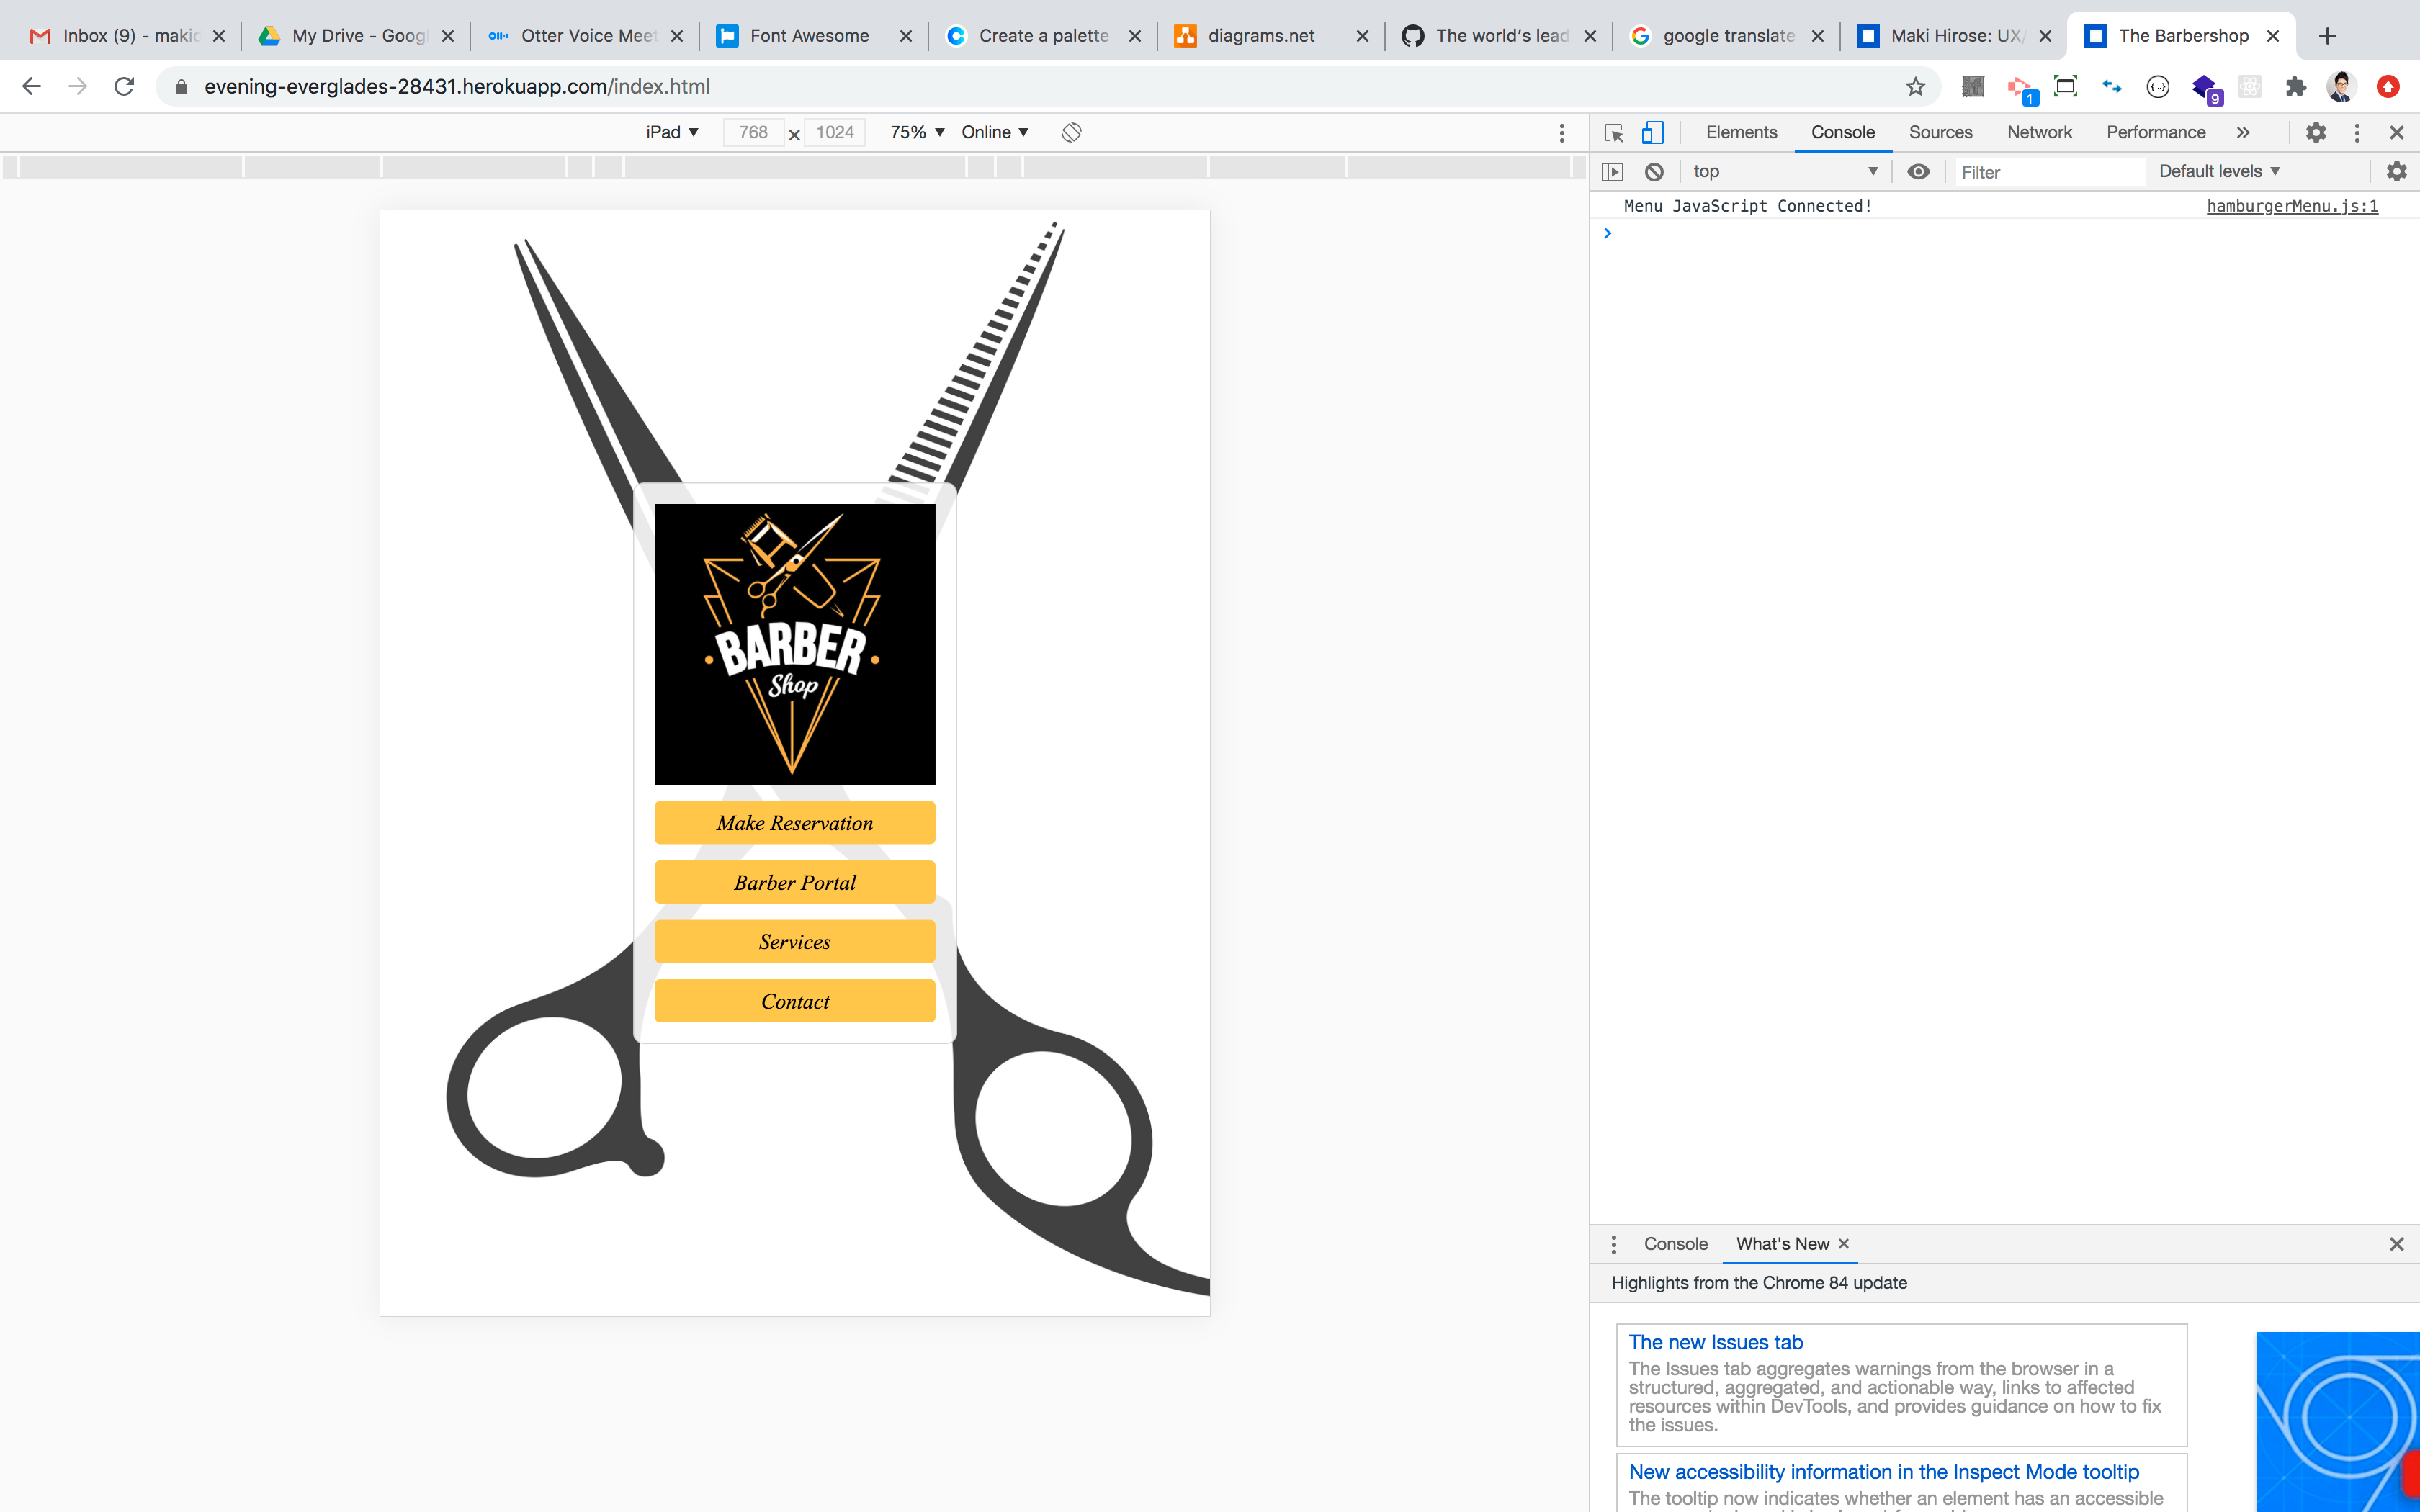 Inbox (9) - makic
My Drive - Googl
Otter Voice Meet
Font Awesome
Create a palette
diagrams.net
The world's lead
google translate
Maki Hirose: UX/
The Barbershop
evening-everglades-28431.herokuapp.com/index.html
1
9
iPad 768 × 1024 75% Online
Elements Console Sources Network Performance
top Filter Default levels
Menu JavaScript Connected! hamburgerMenu.js:1
BARBER
Shop
Make Reservation
Barber Portal
Services
Contact
Console What's New
Highlights from the Chrome 84 update
The new Issues tab
The Issues tab aggregates warnings from the browser in a
structured, aggregated, and actionable way, links to affected
resources within DevTools, and provides guidance on how to fix
the issues.
New accessibility information in the Inspect Mode tooltip
The tooltip now indicates whether an element has an accessible